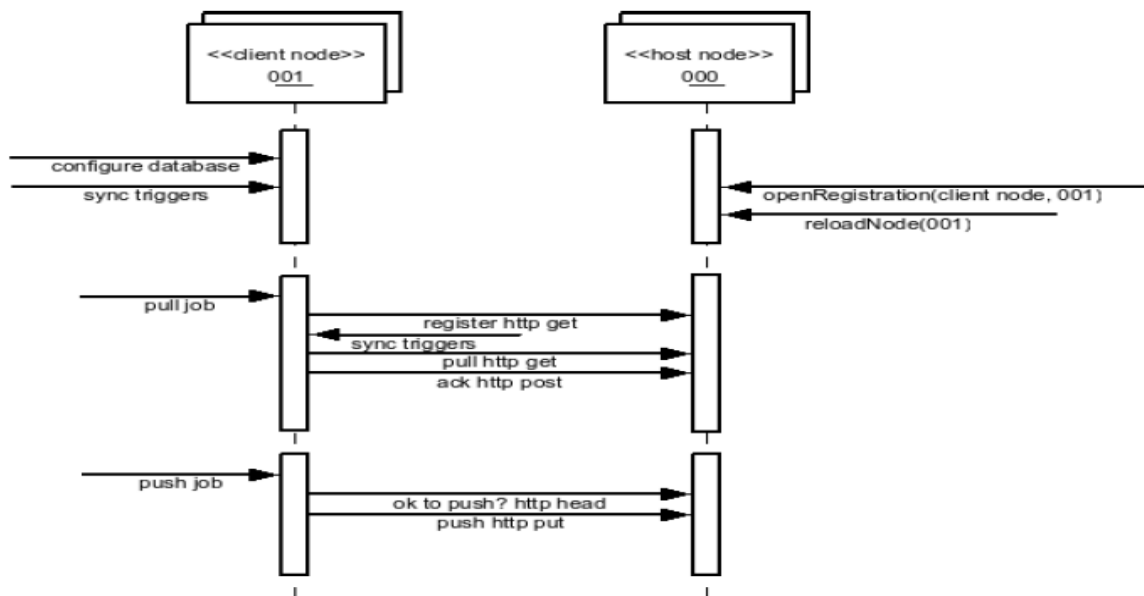 <<client node>>
001
<<host node>>
000
configure database
sync triggers
openRegistration(client node, 001)
reloadNode(001)
pull job
register http get
sync triggers
pull http get
ack http post
push job
ok to push? http head
push http put